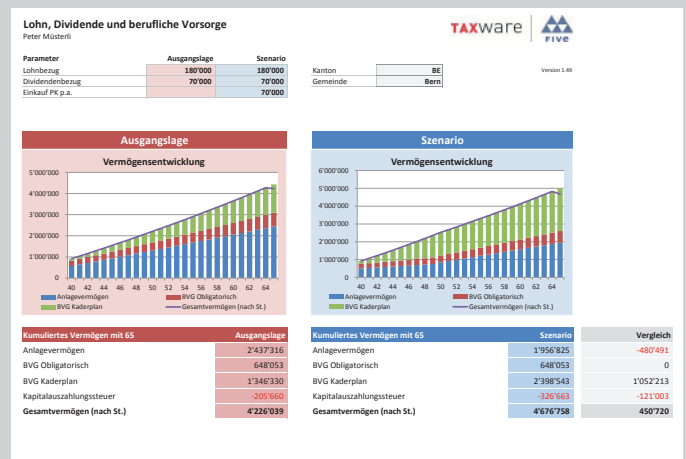 Lohn, Dividende und berufliche Vorsorge
Peter Müsterli
TAXware FIVE
Parameter Ausgangslage Szenario
Lohnbezug 180'000 180'000 Kanton BE Version 1.49
Dividendenbezug 70'000 70'000 Gemeinde Bern
Einkauf PK p.a. 70'000
Ausgangslage
Vermögensentwicklung
5'000'000
4'000'000
3'000'000
2'000'000
1'000'000
0
40 42 44 46 48 50 52 54 56 58 60 62 64
Anlagevermögen BVG Obligatorisch
BVG Kaderplan Gesamtvermögen (nach St.)
Szenario
Vermögensentwicklung
6'000'000
5'000'000
4'000'000
3'000'000
2'000'000
1'000'000
0
40 42 44 46 48 50 52 54 56 58 60 62 64
Anlagevermögen BVG Obligatorisch
BVG Kaderplan Gesamtvermögen (nach St.)
Kumuliertes Vermögen mit 65 Ausgangslage
Anlagevermögen 2'437'316
BVG Obligatorisch 648'053
BVG Kaderplan 1'346'330
Kapitalauszahlungssteuer -205'660
Gesamtvermögen (nach St.) 4'226'039
Kumuliertes Vermögen mit 65 Szenario Vergleich
Anlagevermögen 1'956'825 -480'491
BVG Obligatorisch 648'053 0
BVG Kaderplan 2'398'543 1'052'213
Kapitalauszahlungssteuer -326'663 -121'003
Gesamtvermögen (nach St.) 4'676'758 450'720